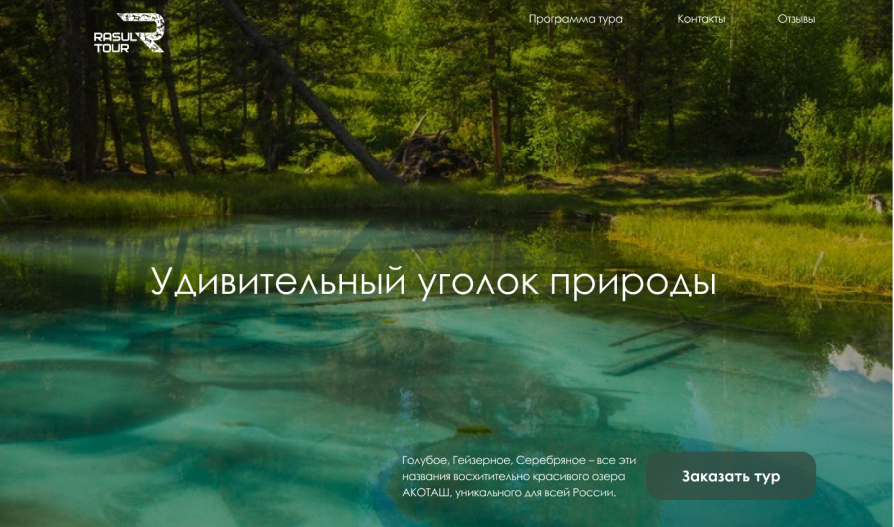 RASUL
TOUR
Программа тура
Контакты
Отзывы
Удивительный уголок природы
Голубое, Гейзерное, Серебряное – все эти
названия восхитительно красивого озера
АКОТАШ, уникального для всей России.
Заказать тур